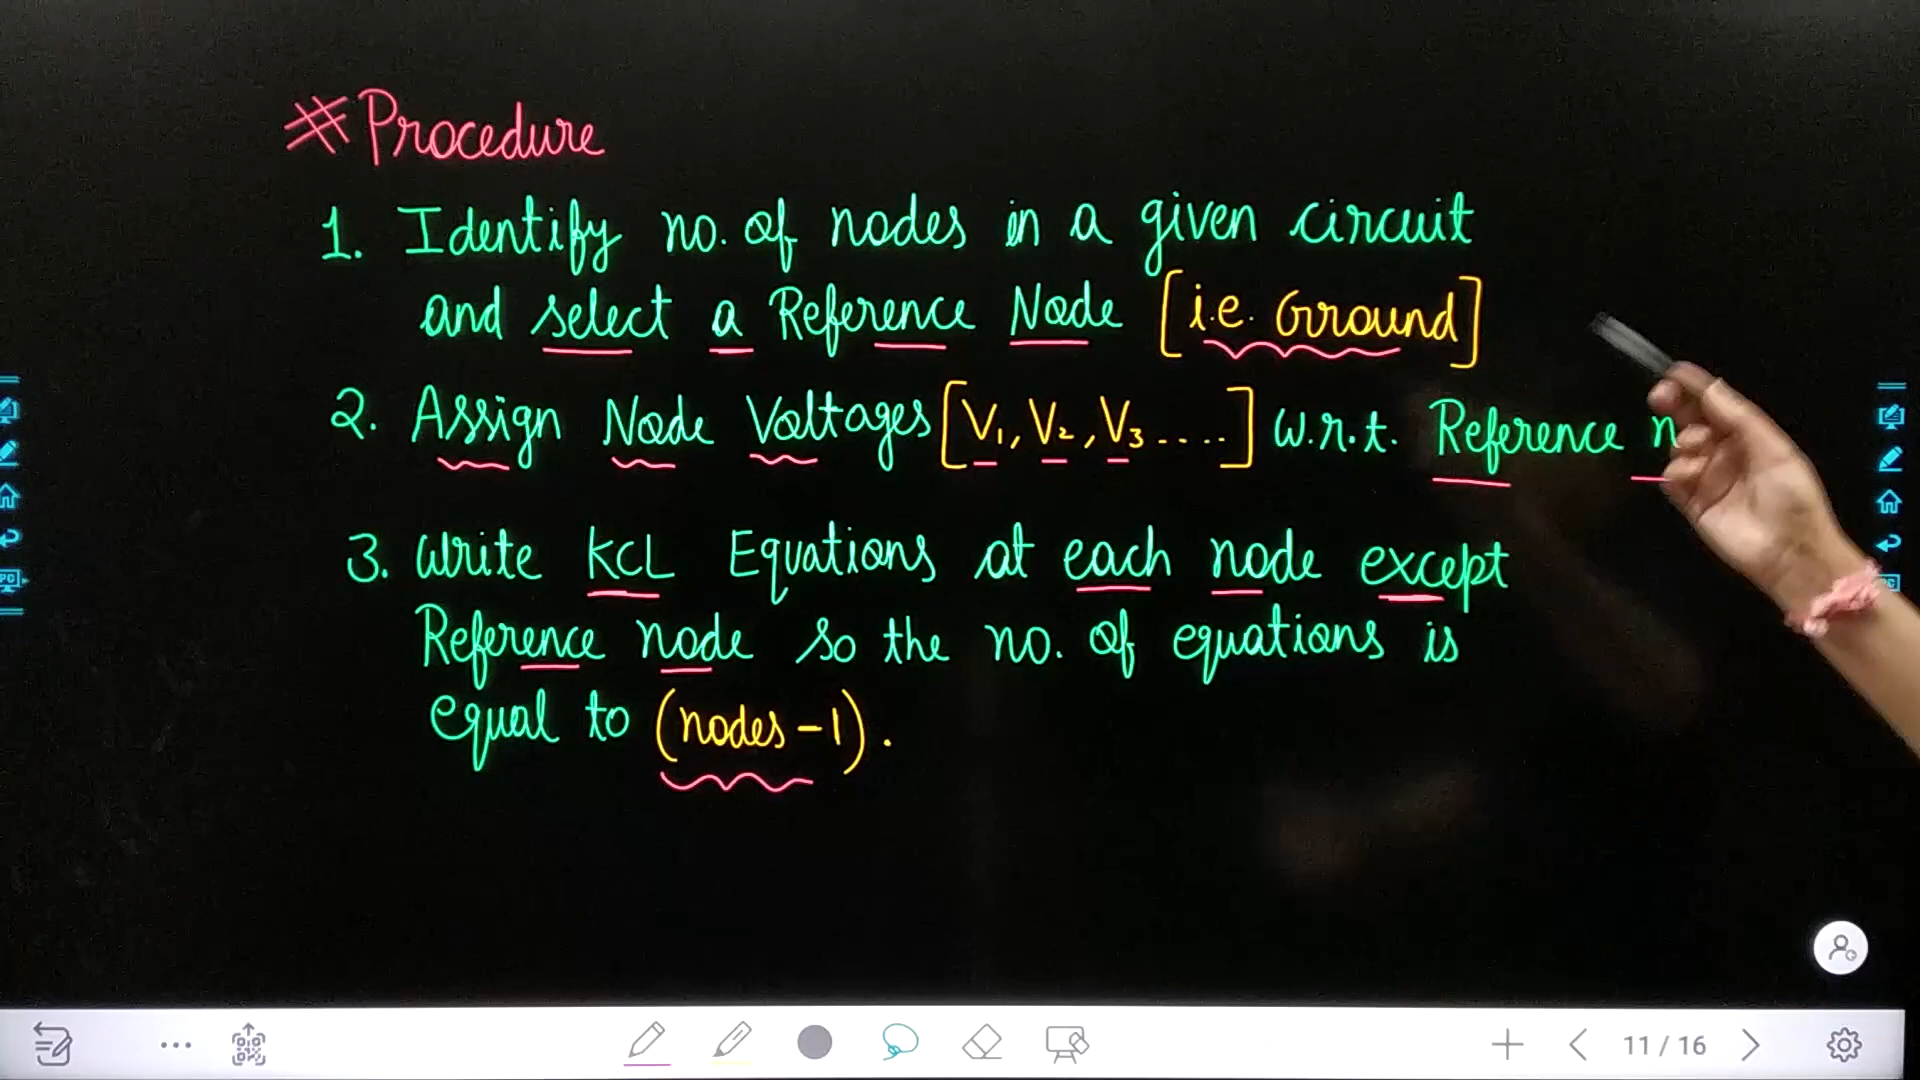 #Procedure
1. Identify no. of nodes in a given circuit
and select a Reference Node [i.e. Ground]
2. Assign Node Voltages [V₁, V₂, V₃ ....] w.r.t. Reference n
3. Write KCL Equations at each node except
Reference node so the no. of equations is
equal to (nodes -1).
11 / 16